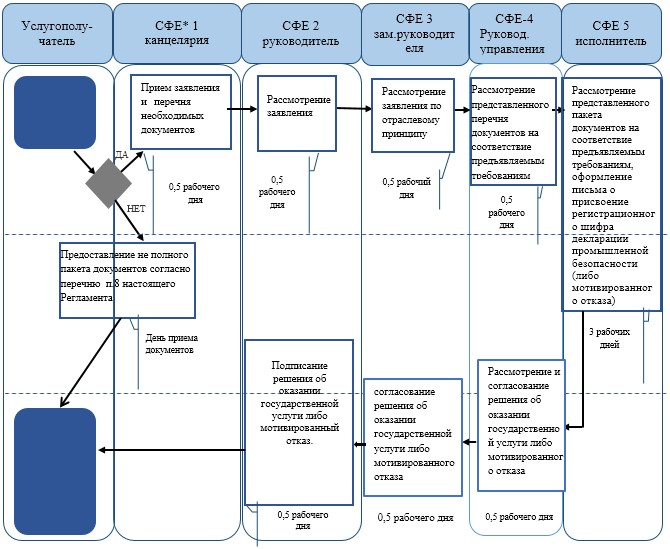 Услугополу-
чатель
СФЕ* 1
канцелярия
СФЕ 2
руководитель
СФЕ 3
зам.руководит
еля
СФЕ-4
Руковод.
управления
СФЕ 5
исполнитель
Прием заявления
и перечня
необходимых
документов
Рассмотрение
заявления
Рассмотрение
заявления по
отраслевому
принципу
Рассмотрение
представленного
перечня
документов на
соответствие
предъявляемым
требованиям
Рассмотрение
представленного
пакета
документов на
соответствие
предъявляемым
требованиям,
оформление
письма о
присвоение
регистрационног
о шифра
декларации
промышленной
безопасности
(либо
мотивированног
о отказа)
ДА
НЕТ
0,5 рабочего
дня
0,5
рабочего
дня
0,5 рабочий
дня
0,5
рабочего
дня
Предоставление не полного
пакета документов согласно
перечню п.8 настоящего
Регламента
День приема
документов
3 рабочих
дней
Подписание
решения об
оказании
государственной
услуги либо
мотивированный
отказ.
согласование
решения об
оказании
государственной
услуги либо
мотивированного
отказа
Рассмотрение и
согласование
решения об
оказании
государственно
й услуги либо
мотивированног
о отказа
0,5 рабочего
дня
0,5 рабочего дня
0,5 рабочего дня